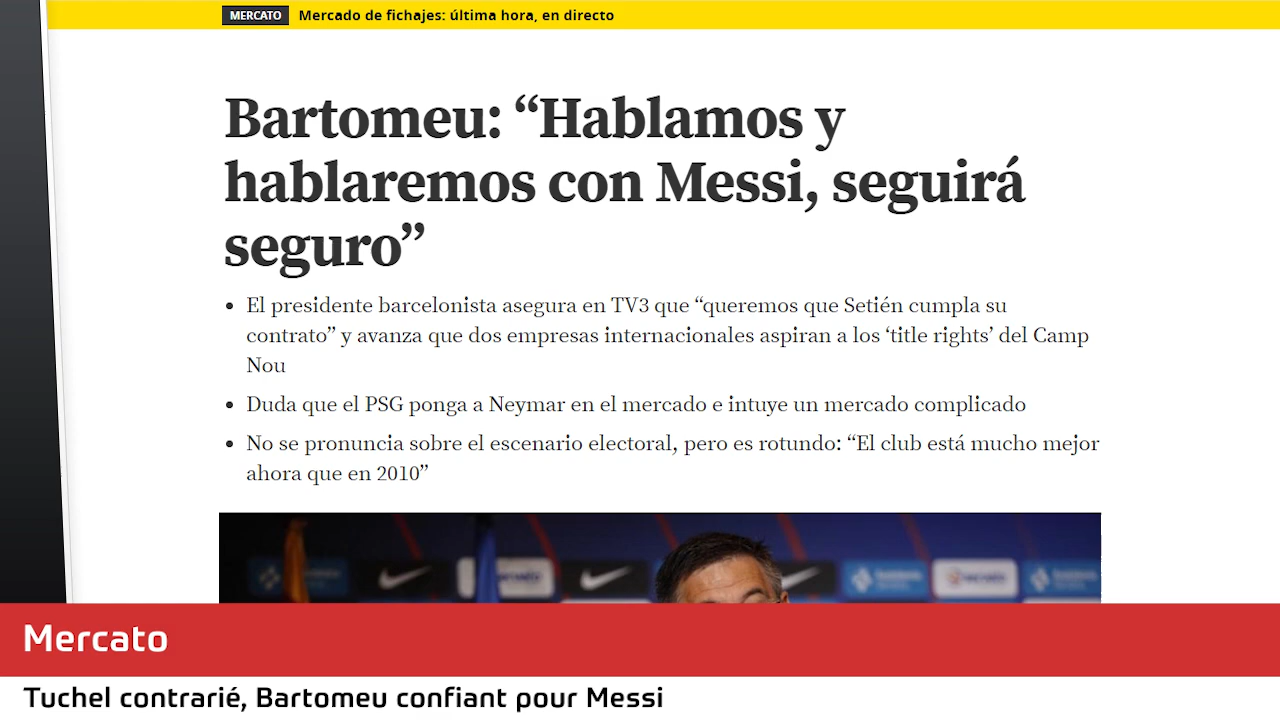 MERCATO Mercado de fichajes: última hora, en directo
Bartomeu: “Hablamos y
hablaremos con Messi, seguirá
seguro”
• El presidente barcelonista asegura en TV3 que “queremos que Setién cumpla su
contrato” y avanza que dos empresas internacionales aspiran a los ‘title rights’ del Camp
Nou
• Duda que el PSG ponga a Neymar en el mercado e intuye un mercado complicado
• No se pronuncia sobre el escenario electoral, pero es rotundo: “El club está mucho mejor
ahora que en 2010”
Mercato
Tuchel contrarié, Bartomeu confiant pour Messi